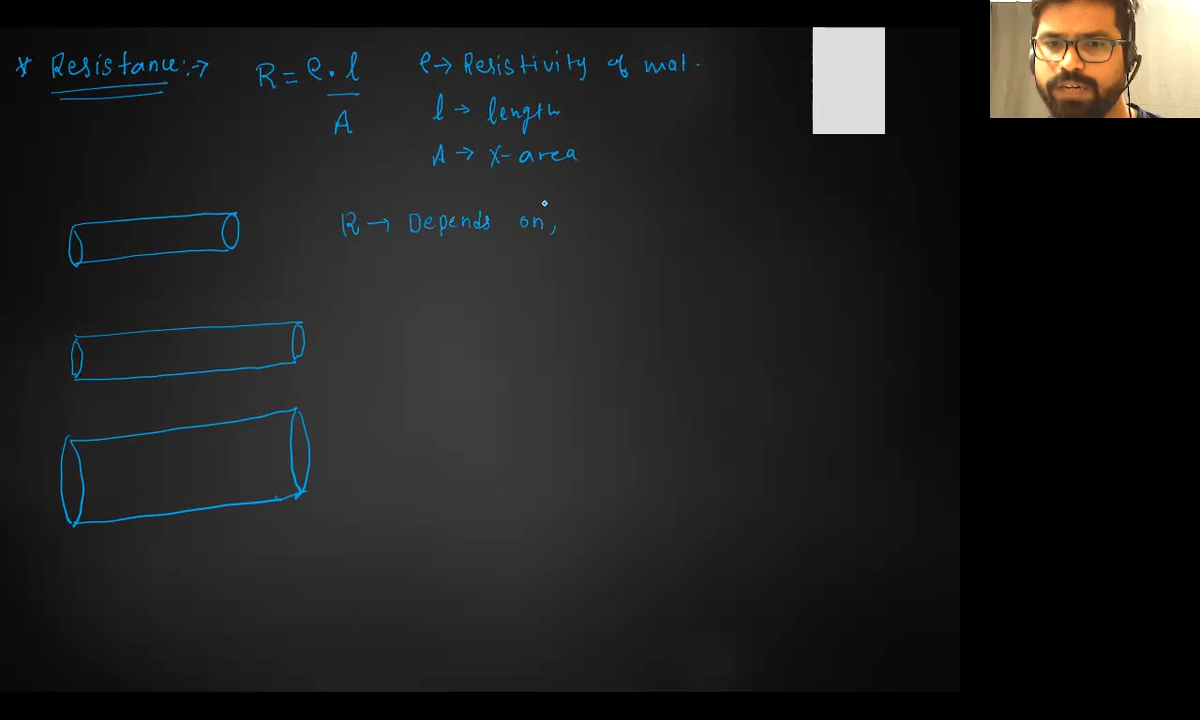 * Resistance:→ R = ρ. l / A
ρ → Resistivity of mat.
l → length
A → X-area
R → Depends on,